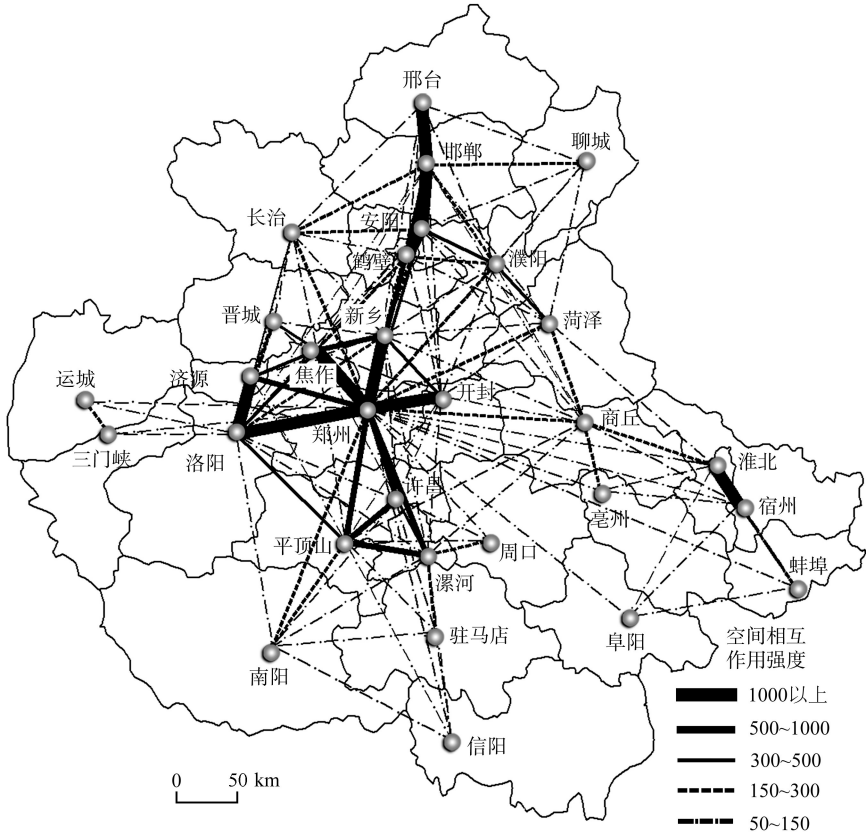 邢台
邯郸
聊城
长治
安阳
鹤壁
濮阳
晋城
新乡
菏泽
运城
济源
焦作
开封
三门峡
洛阳
郑州
商丘
淮北
许昌
亳州
宿州
平顶山
周口
漯河
蚌埠
驻马店
阜阳
南阳
信阳
空间相互
作用强度
1000以上
500~1000
300~500
150~300
50~150
0 50 km